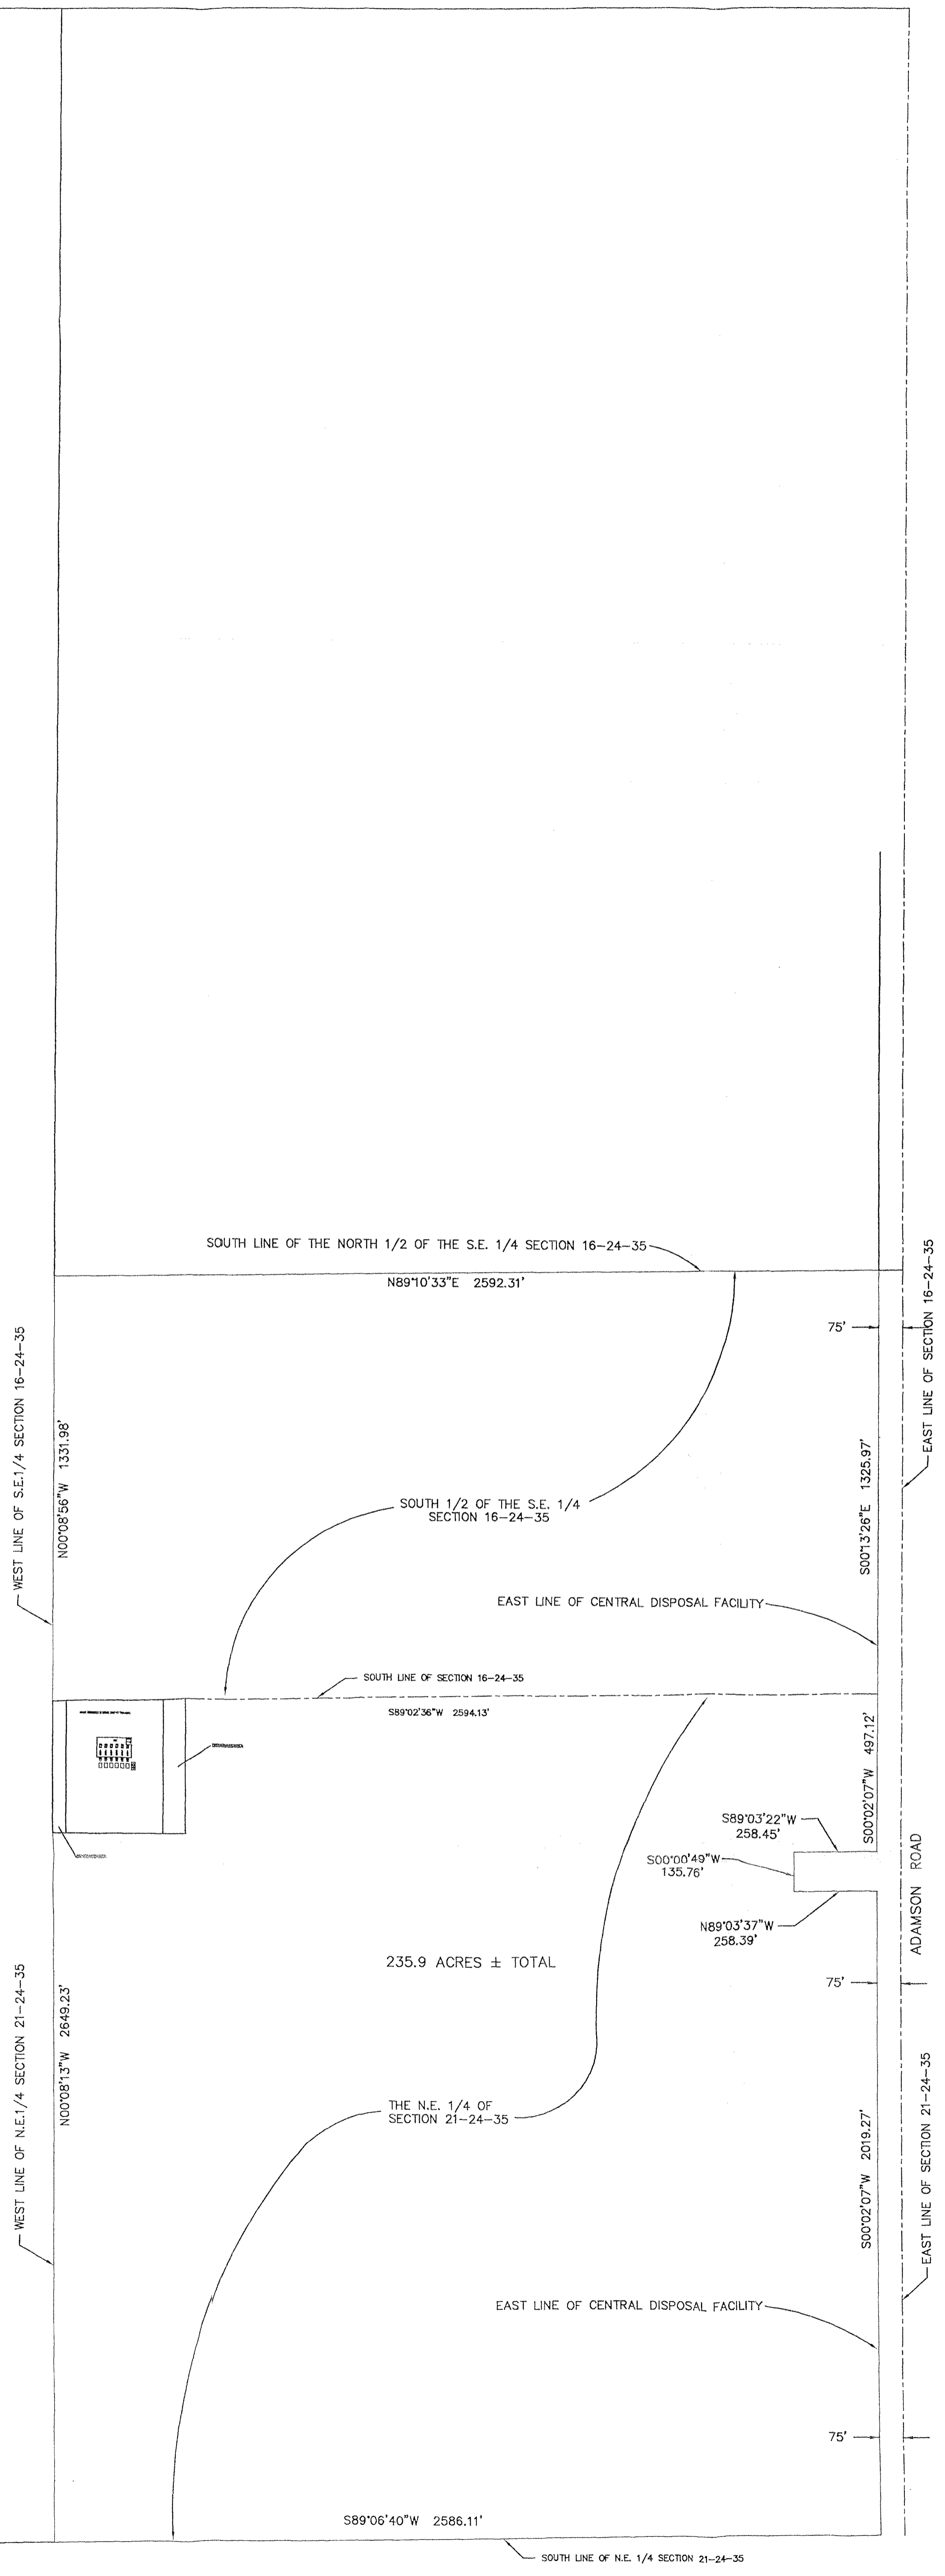 SOUTH LINE OF THE NORTH 1/2 OF THE S.E. 1/4 SECTION 16-24-35
N89°10'33"E 2592.31'
EAST LINE OF SECTION 16-24-35
75'
WEST LINE OF S.E.1/4 SECTION 16-24-35
N00°08'56"W 1331.98'
S00°13'26"E 1325.97'
SOUTH 1/2 OF THE S.E. 1/4
SECTION 16-24-35
EAST LINE OF CENTRAL DISPOSAL FACILITY
SOUTH LINE OF SECTION 16-24-35
S89°02'36"W 2594.13'
S00°02'07"W 497.12'
S89°03'22"W
258.45'
S00°00'49"W
135.76'
N89°03'37"W
258.39'
ADAMSON ROAD
235.9 ACRES ± TOTAL
75'
WEST LINE OF N.E.1/4 SECTION 21-24-35
N00°08'13"W 2649.23'
THE N.E. 1/4 OF
SECTION 21-24-35
S00°02'07"W 2019.27'
EAST LINE OF SECTION 21-24-35
EAST LINE OF CENTRAL DISPOSAL FACILITY
75'
S89°06'40"W 2586.11'
SOUTH LINE OF N.E. 1/4 SECTION 21-24-35